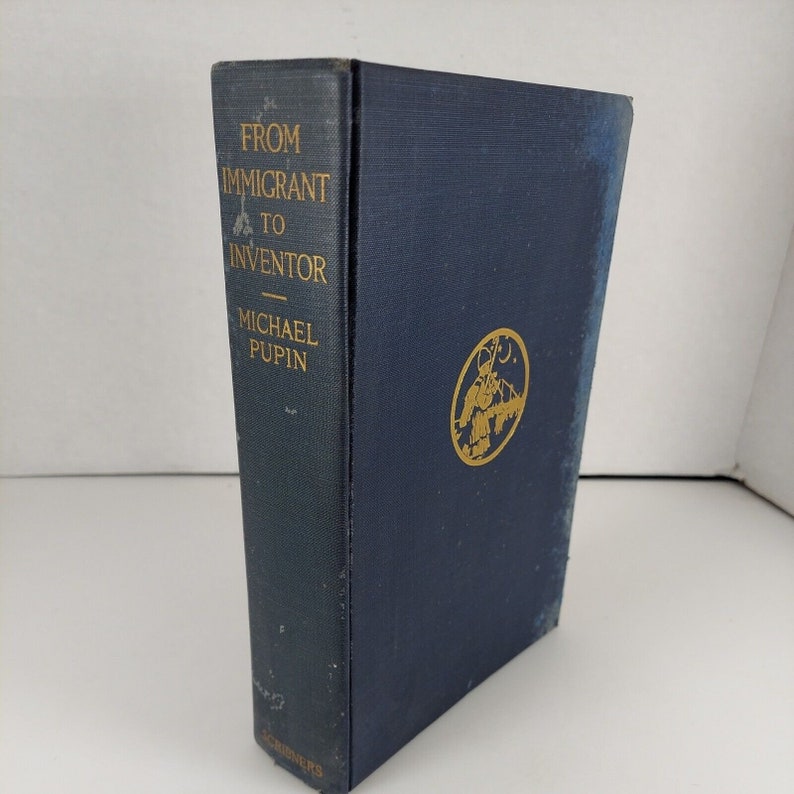 FROM
IMMIGRANT
TO
INVENTOR
MICHAEL
PUPIN
SCRIBNERS